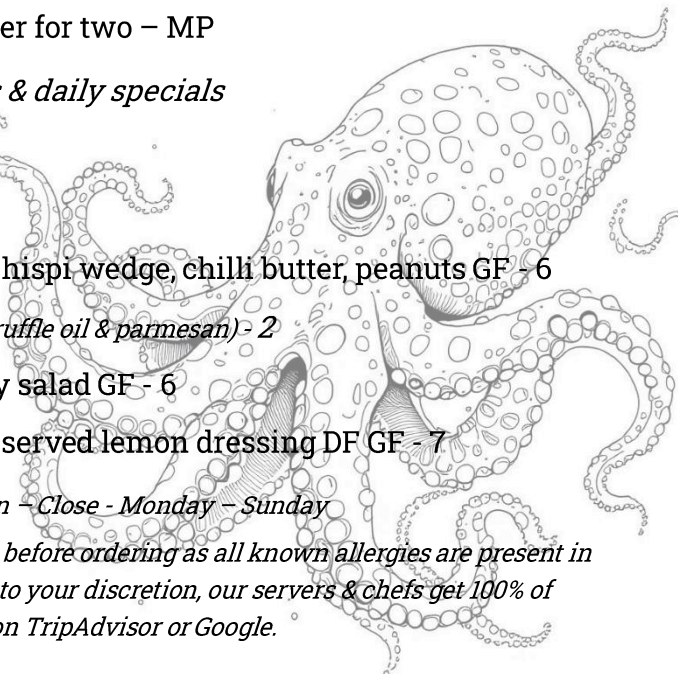 er for two – MP
& daily specials
hispi wedge, chilli butter, peanuts GF - 6
ruffle oil & parmesan) - 2
y salad GF - 6
served lemon dressing DF GF - 7
n – Close - Monday – Sunday
before ordering as all known allergies are present in
to your discretion, our servers & chefs get 100% of
on TripAdvisor or Google.